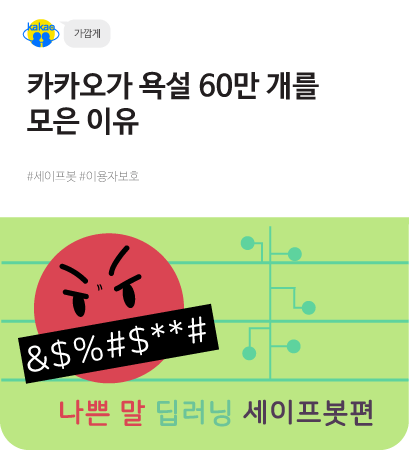 kakao
가깝게
카카오가 욕설 60만 개를
모은 이유
#세이프봇 #이용자보호
&$%#$**#
나쁜 말 딥러닝 세이프봇편